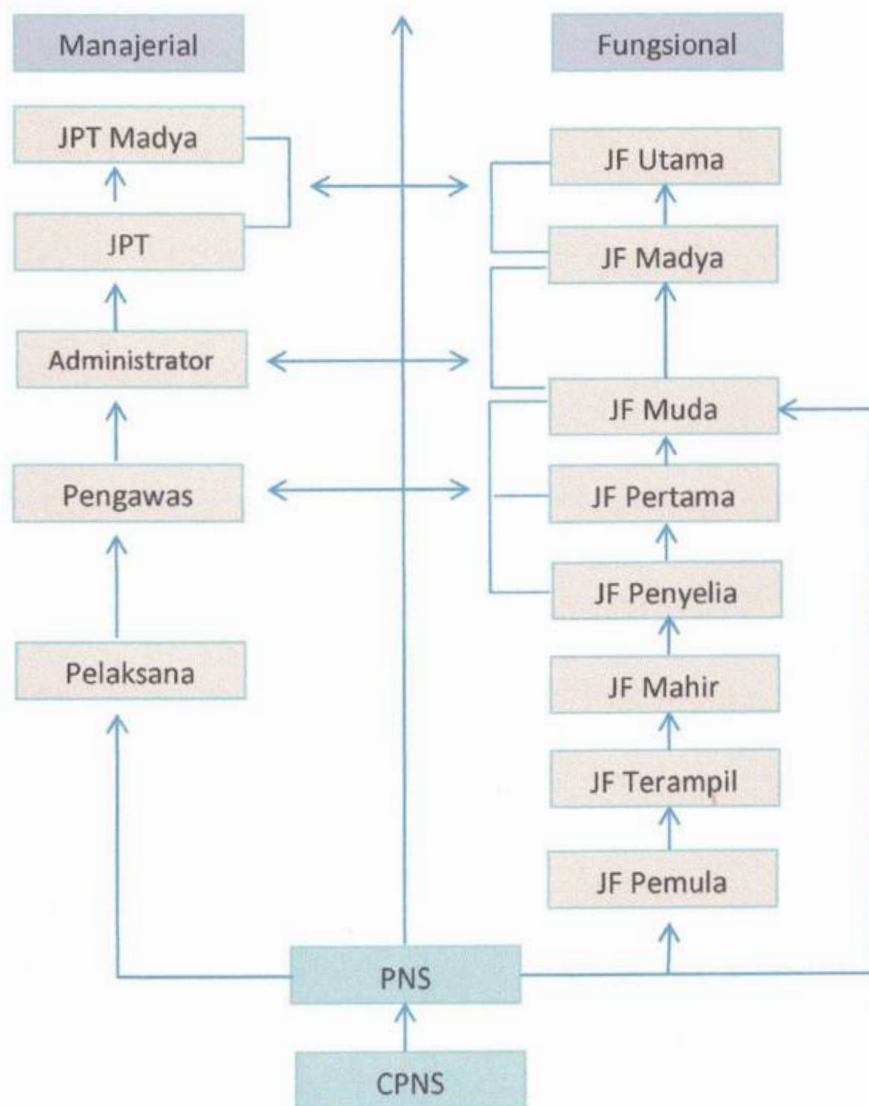 Manajerial
JPT Madya
JPT
Administrator
Pengawas
Pelaksana
Fungsional
JF Utama
JF Madya
JF Muda
JF Pertama
JF Penyelia
JF Mahir
JF Terampil
JF Pemula
PNS
CPNS